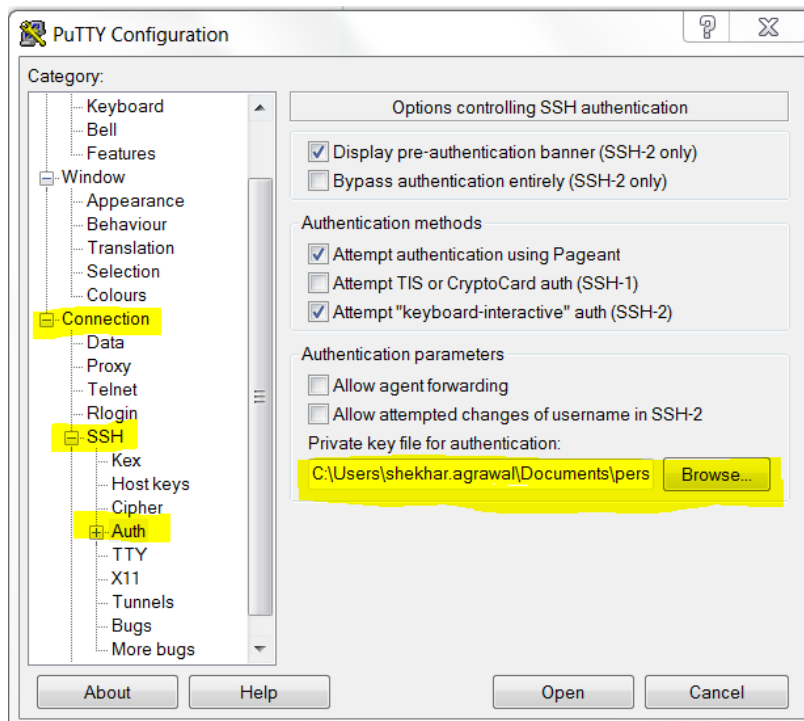 PuTTY Configuration
Category:
Keyboard
Bell
Features
Window
Appearance
Behaviour
Translation
Selection
Colours
Connection
Data
Proxy
Telnet
Rlogin
SSH
Kex
Host keys
Cipher
Auth
TTY
X11
Tunnels
Bugs
More bugs
Options controlling SSH authentication
Display pre-authentication banner (SSH-2 only)
Bypass authentication entirely (SSH-2 only)
Authentication methods
Attempt authentication using Pageant
Attempt TIS or CryptoCard auth (SSH-1)
Attempt "keyboard-interactive" auth (SSH-2)
Authentication parameters
Allow agent forwarding
Allow attempted changes of username in SSH-2
Private key file for authentication:
C:\Users\shekhar.agrawal\Documents\pers
Browse...
About
Help
Open
Cancel